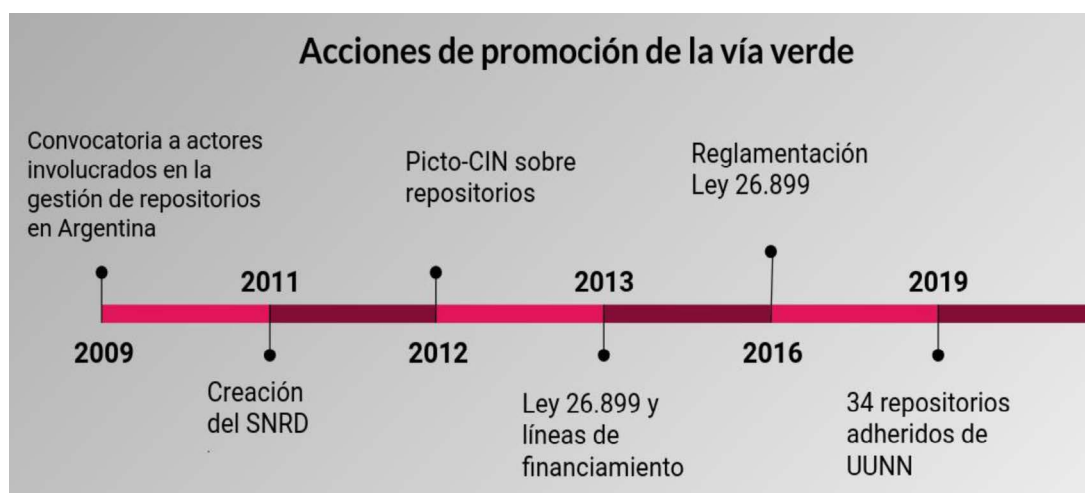 Acciones de promoción de la vía verde
Convocatoria a actores
involucrados en la
gestión de repositorios
en Argentina
2009
2011
Creación
del SNRD
Picto-CIN sobre
repositorios
2012
2013
Ley 26.899 y
líneas de
financiamiento
Reglamentación
Ley 26.899
2016
2019
34 repositorios
adheridos de
UUNN